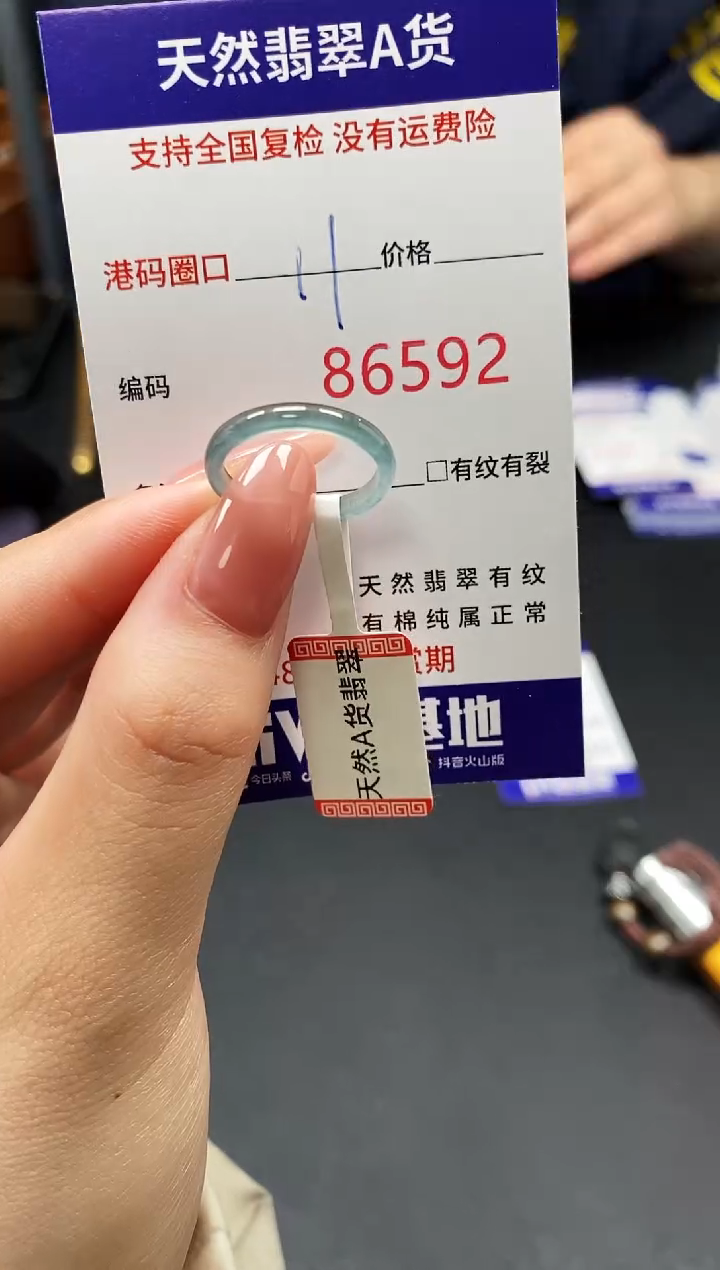 天然翡翠A货
支持全国复检 没有运费险
港码圈口 11 价格
编码 86592
□有纹有裂
天然翡翠有纹
有棉纯属正常
期
基地
今日头条 抖音火山版
天然A货翡翠